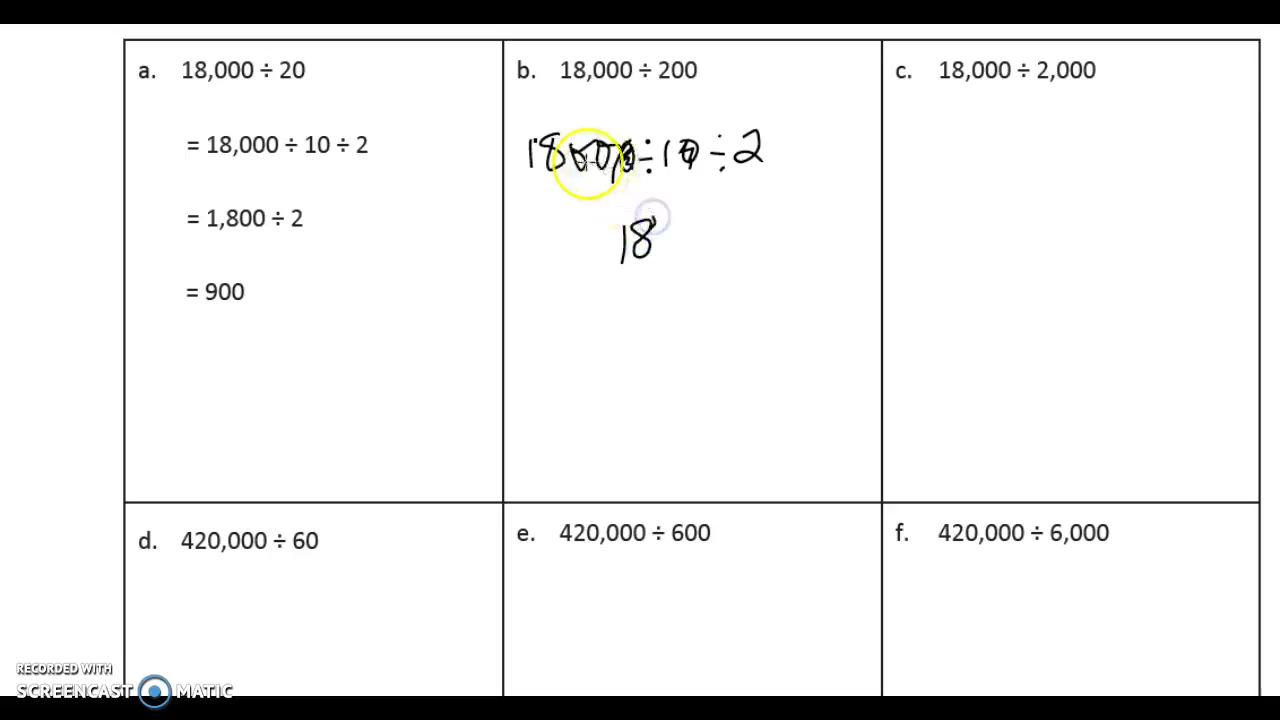 a. 18,000 ÷ 20
= 18,000 ÷ 10 ÷ 2
= 1,800 ÷ 2
= 900
b. 18,000 ÷ 200
÷ 2
18
c. 18,000 ÷ 2,000
d. 420,000 ÷ 60
e. 420,000 ÷ 600
f. 420,000 ÷ 6,000
RECORDED WITH
SCREENCAST MATIC